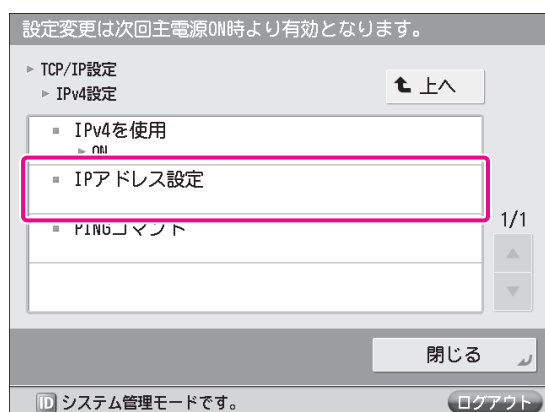 設定変更は次回主電源ON時より有効となります。
TCP/IP設定
IPv4設定
上へ
IPv4を使用
ON
IPアドレス設定
PINGコマンド
1/1
閉じる
ID システム管理モードです。
ログアウト